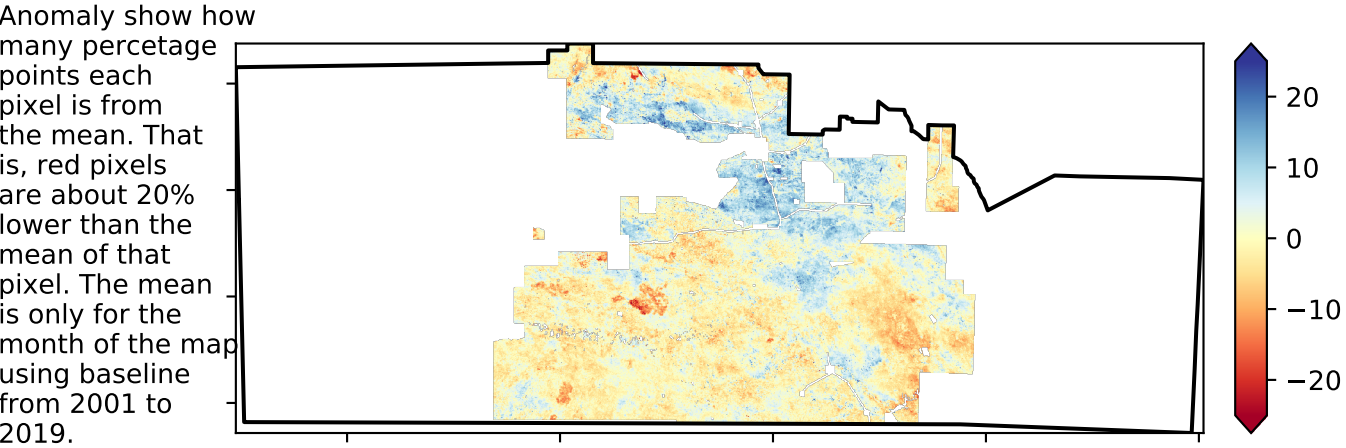 Anomaly show how
many percetage
points each
pixel is from
the mean. That
is, red pixels
are about 20%
lower than the
mean of that
pixel. The mean
is only for the
month of the map
using baseline
from 2001 to
2019.
20
10
0
−10
−20